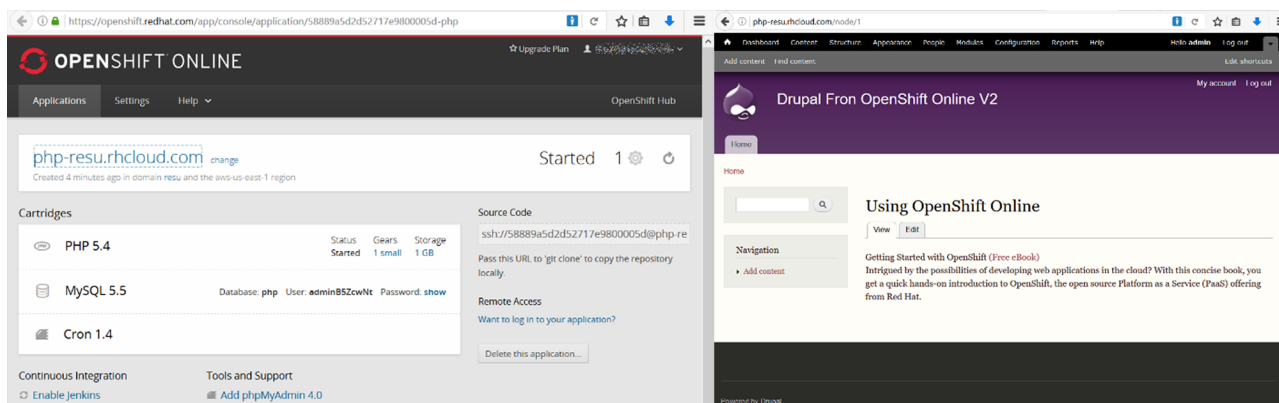 https://openshift.redhat.com/app/console/application/58889a5d2d52717e9800005d-php
OPENSHIFT ONLINE
Upgrade Plan
Applications Settings Help OpenShift Hub
php-resu.rhcloud.com change
Started 1
Created 4 minutes ago in domain resu and the aws-us-east-1 region
Cartridges
PHP 5.4
Status Gears Storage
Started 1 small 1 GB
MySQL 5.5
Database: php User: adminB5ZcwNt Password: show
Cron 1.4
Source Code
ssh://58889a5d2d52717e9800005d@php-re
Pass this URL to 'git clone' to copy the repository
locally.
Remote Access
Want to log in to your application?
Delete this application...
Continuous Integration
Enable Jenkins
Tools and Support
Add phpMyAdmin 4.0
php-resu.rhcloud.com/node/1
Dashboard Content Structure Appearance People Modules Configuration Reports Help Hello admin Log out
Add content Find content Edit shortcuts
My account Log out
Drupal Fron OpenShift Online V2
Home
Home
Using OpenShift Online
View Edit
Navigation
Add content
Getting Started with OpenShift (Free eBook)
Intrigued by the possibilities of developing web applications in the cloud? With this concise book, you
get a quick hands-on introduction to OpenShift, the open source Platform as a Service (PaaS) offering
from Red Hat.
Powered by Drupal